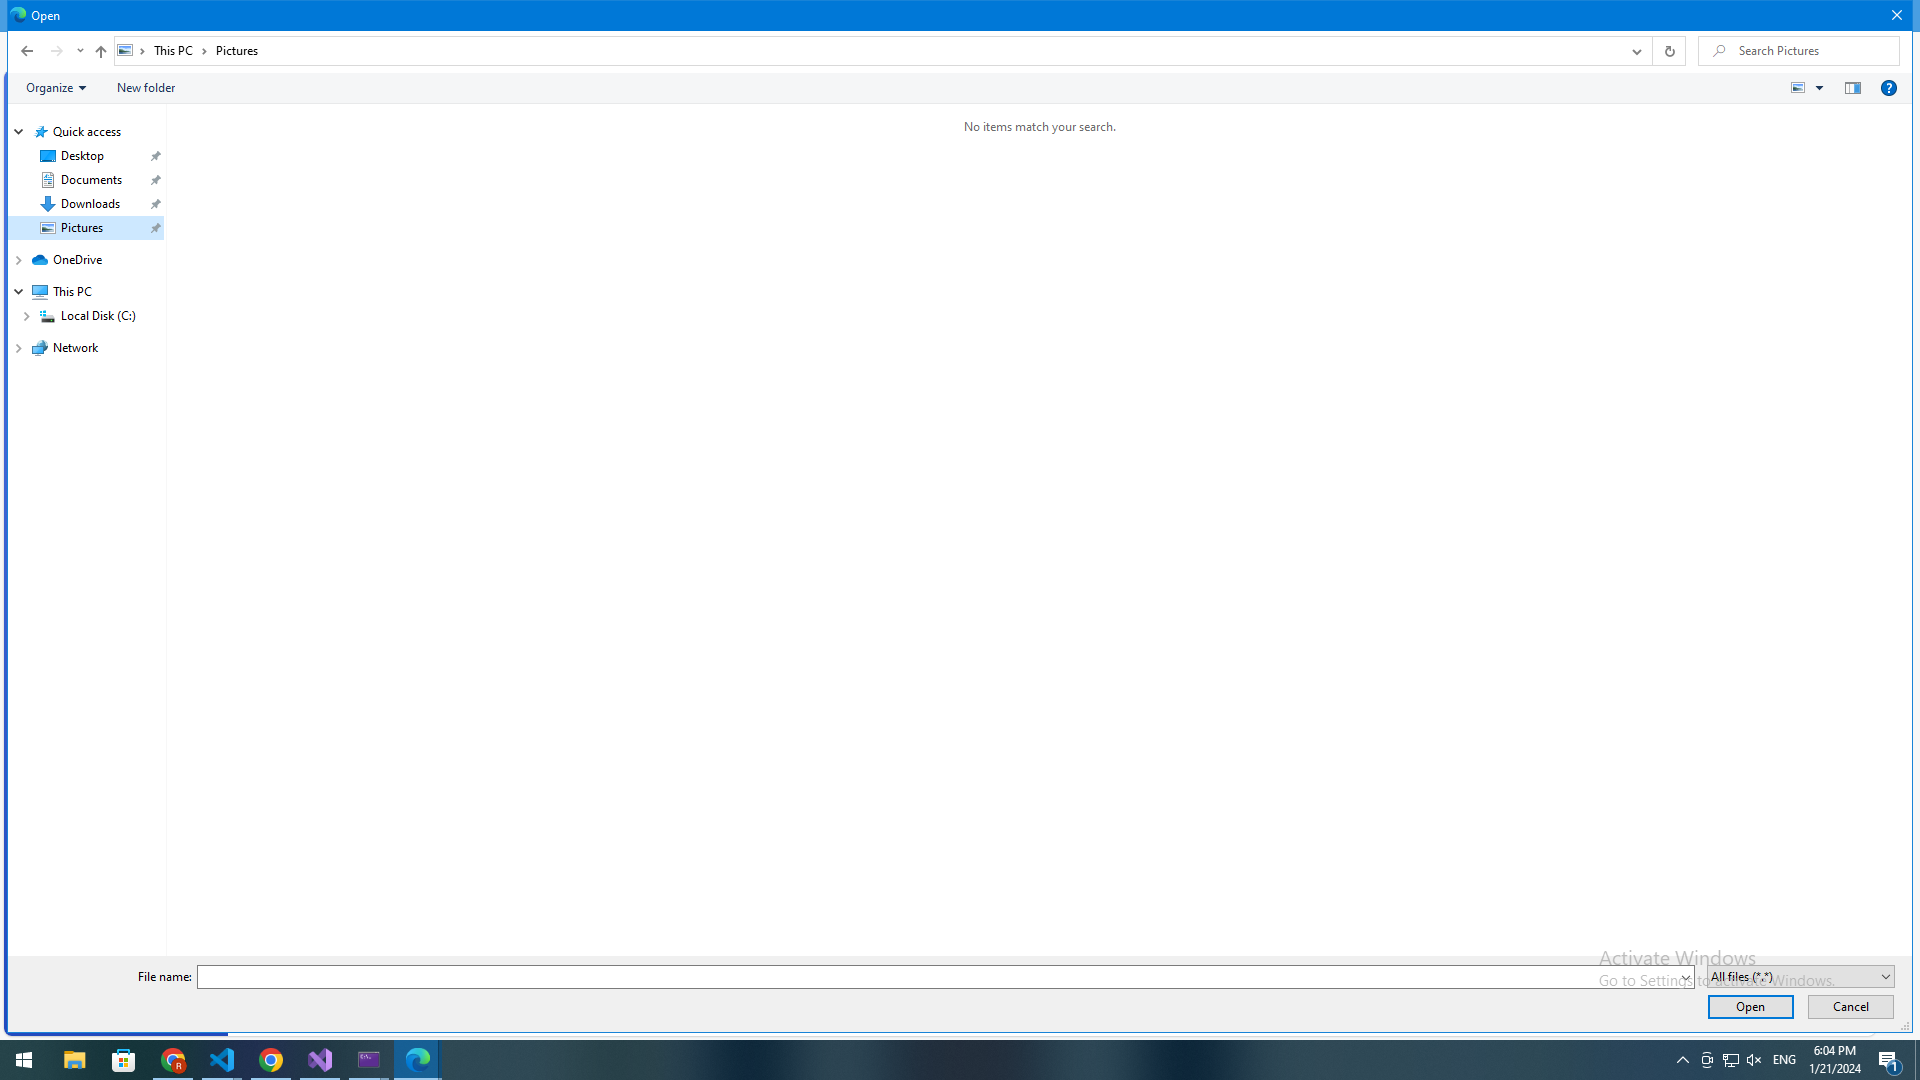 Open
This PC
Pictures
Search Pictures
Organize
New folder
Quick access
No items match your search.
Desktop
Documents
Downloads
Pictures
OneDrive
This PC
Local Disk (C:)
Network
Activate Windows
Go to Settings to activate Windows.
File name:
All files (*.*)
Open
Cancel
ENG
6:04 PM
1/21/2024
1
R